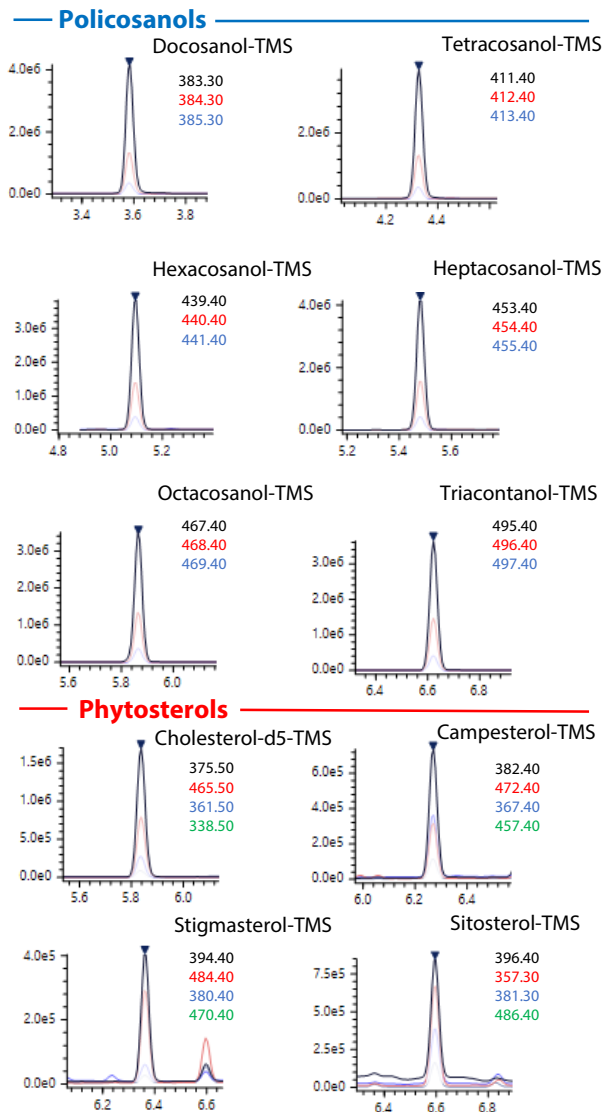 Policosanols
Docosanol-TMS
383.30
384.30
385.30
4.0e6
2.0e6
0.0e0
3.4 3.6 3.8
Tetracosanol-TMS
411.40
412.40
413.40
2.0e6
0.0e0
4.2 4.4
Hexacosanol-TMS
439.40
440.40
441.40
3.0e6
2.0e6
1.0e6
0.0e0
4.8 5.0 5.2
Heptacosanol-TMS
453.40
454.40
455.40
4.0e6
2.0e6
0.0e0
5.2 5.4 5.6
Octacosanol-TMS
467.40
468.40
469.40
3.0e6
2.0e6
1.0e6
0.0e0
5.6 5.8 6.0
Triacontanol-TMS
495.40
496.40
497.40
3.0e6
2.0e6
1.0e6
0.0e0
6.4 6.6 6.8
Phytosterols
Cholesterol-d5-TMS
375.50
465.50
361.50
338.50
1.5e6
1.0e6
5.0e5
0.0e0
5.6 5.8 6.0
Campesterol-TMS
382.40
472.40
367.40
457.40
6.0e5
4.0e5
2.0e5
0.0e0
6.0 6.2 6.4
Stigmasterol-TMS
394.40
484.40
380.40
470.40
4.0e5
2.0e5
0.0e0
6.2 6.4 6.6
Sitosterol-TMS
396.40
357.30
381.30
486.40
7.5e5
5.0e5
2.5e5
0.0e0
6.4 6.6 6.8